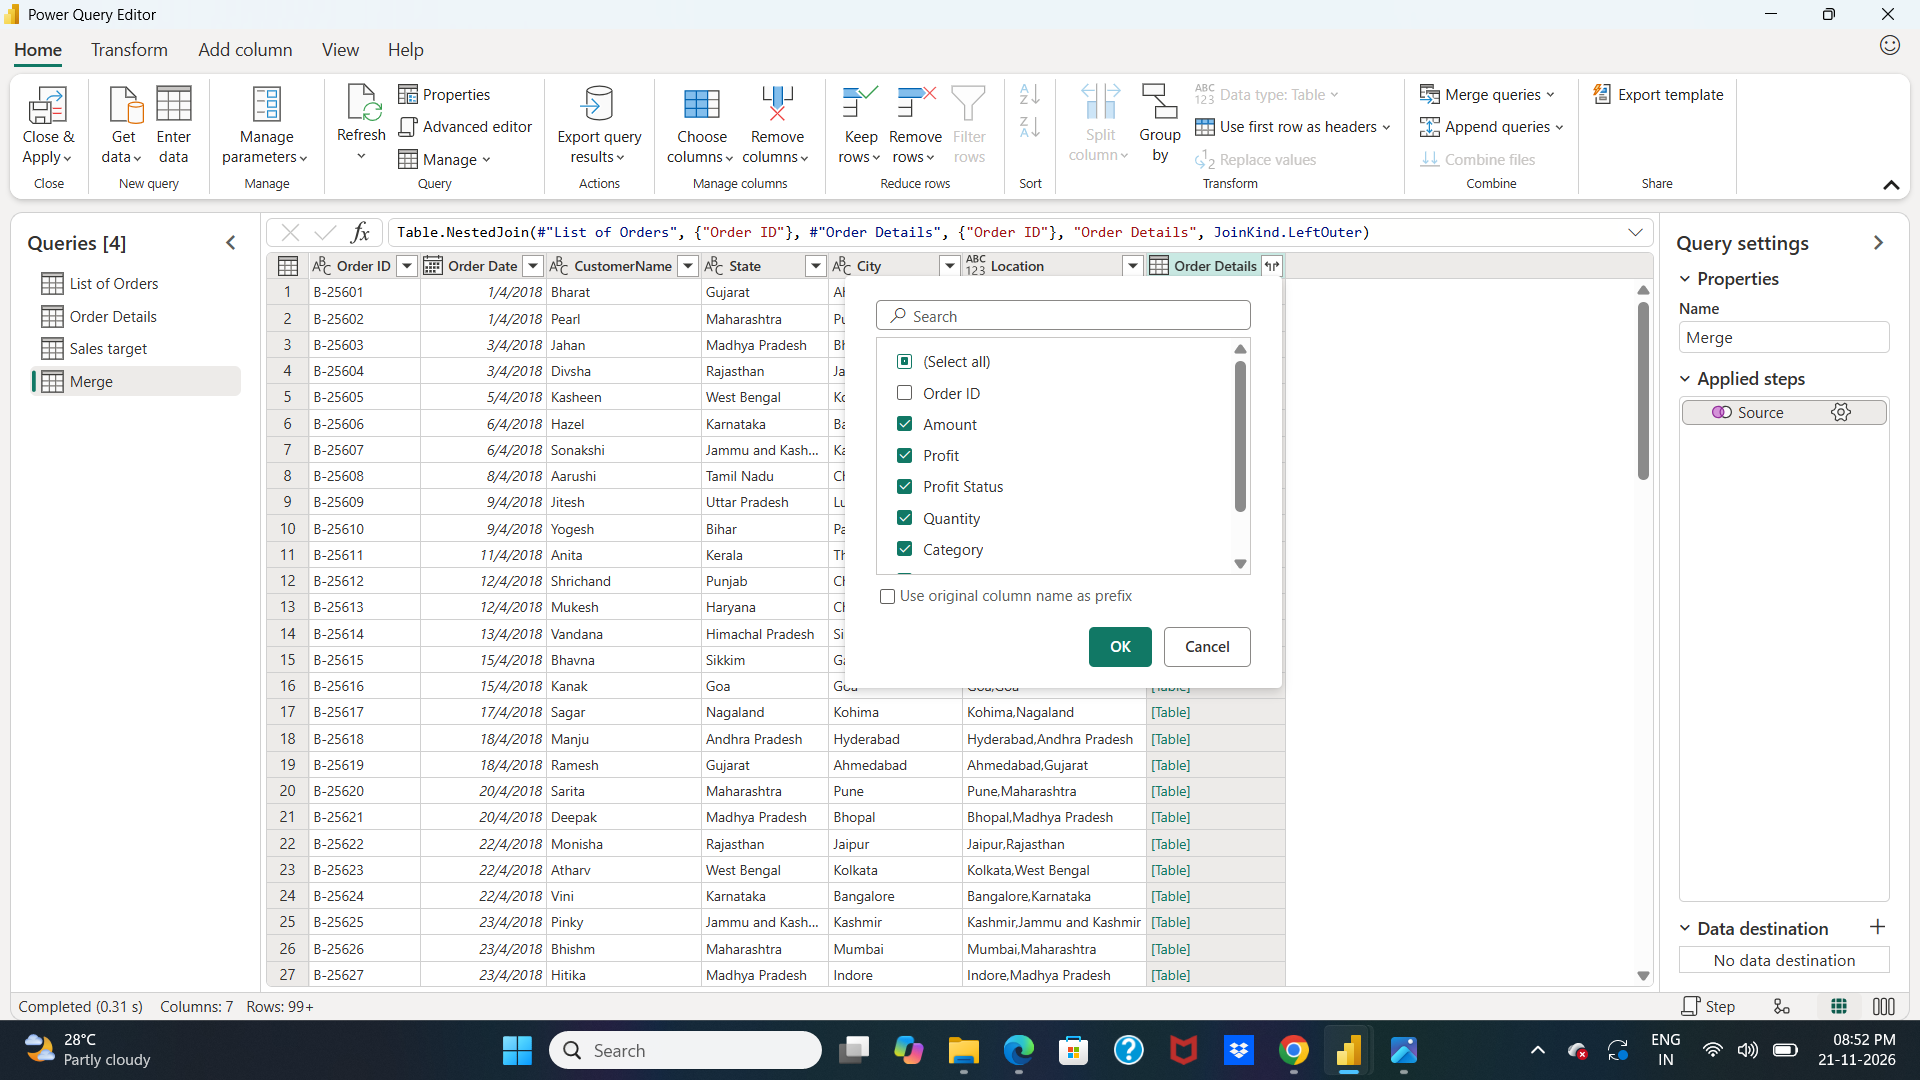 Power Query Editor
Home Transform Add column View Help
Close & Apply
Close
Get data
Enter data
New query
Manage parameters
Manage
Refresh
Properties
Advanced editor
Manage
Query
Export query results
Actions
Choose columns
Remove columns
Manage columns
Keep rows
Remove rows
Filter rows
Reduce rows
Sort
Split column
Group by
Data type: Table
Use first row as headers
Replace values
Transform
Merge queries
Append queries
Combine files
Combine
Export template
Share
Queries [4]
List of Orders
Order Details
Sales target
Merge
fx Table.NestedJoin(#"List of Orders", {"Order ID"}, #"Order Details", {"Order ID"}, "Order Details", JoinKind.LeftOuter)
Order ID Order Date CustomerName State City Location Order Details
1 B-25601 1/4/2018 Bharat Gujarat
2 B-25602 1/4/2018 Pearl Maharashtra
3 B-25603 3/4/2018 Jahan Madhya Pradesh
4 B-25604 3/4/2018 Divsha Rajasthan
5 B-25605 5/4/2018 Kasheen West Bengal
6 B-25606 6/4/2018 Hazel Karnataka
7 B-25607 6/4/2018 Sonakshi Jammu and Kash...
8 B-25608 8/4/2018 Aarushi Tamil Nadu
9 B-25609 9/4/2018 Jitesh Uttar Pradesh
10 B-25610 9/4/2018 Yogesh Bihar
11 B-25611 11/4/2018 Anita Kerala
12 B-25612 12/4/2018 Shrichand Punjab
13 B-25613 12/4/2018 Mukesh Haryana
14 B-25614 13/4/2018 Vandana Himachal Pradesh
15 B-25615 15/4/2018 Bhavna Sikkim
16 B-25616 15/4/2018 Kanak Goa
17 B-25617 17/4/2018 Sagar Nagaland Kohima Kohima,Nagaland [Table]
18 B-25618 18/4/2018 Manju Andhra Pradesh Hyderabad Hyderabad,Andhra Pradesh [Table]
19 B-25619 18/4/2018 Ramesh Gujarat Ahmedabad Ahmedabad,Gujarat [Table]
20 B-25620 20/4/2018 Sarita Maharashtra Pune Pune,Maharashtra [Table]
21 B-25621 20/4/2018 Deepak Madhya Pradesh Bhopal Bhopal,Madhya Pradesh [Table]
22 B-25622 22/4/2018 Monisha Rajasthan Jaipur Jaipur,Rajasthan [Table]
23 B-25623 22/4/2018 Atharv West Bengal Kolkata Kolkata,West Bengal [Table]
24 B-25624 22/4/2018 Vini Karnataka Bangalore Bangalore,Karnataka [Table]
25 B-25625 23/4/2018 Pinky Jammu and Kash... Kashmir Kashmir,Jammu and Kashmir [Table]
26 B-25626 23/4/2018 Bhishm Maharashtra Mumbai Mumbai,Maharashtra [Table]
27 B-25627 23/4/2018 Hitika Madhya Pradesh Indore Indore,Madhya Pradesh [Table]
Search
(Select all)
Order ID
Amount
Profit
Profit Status
Quantity
Category
Use original column name as prefix
OK Cancel
Query settings
Properties
Name
Merge
Applied steps
Source
Data destination
No data destination
Completed (0.31 s) Columns: 7 Rows: 99+
Step
28°C
Partly cloudy
Search
ENG
IN
08:52 PM
21-11-2026